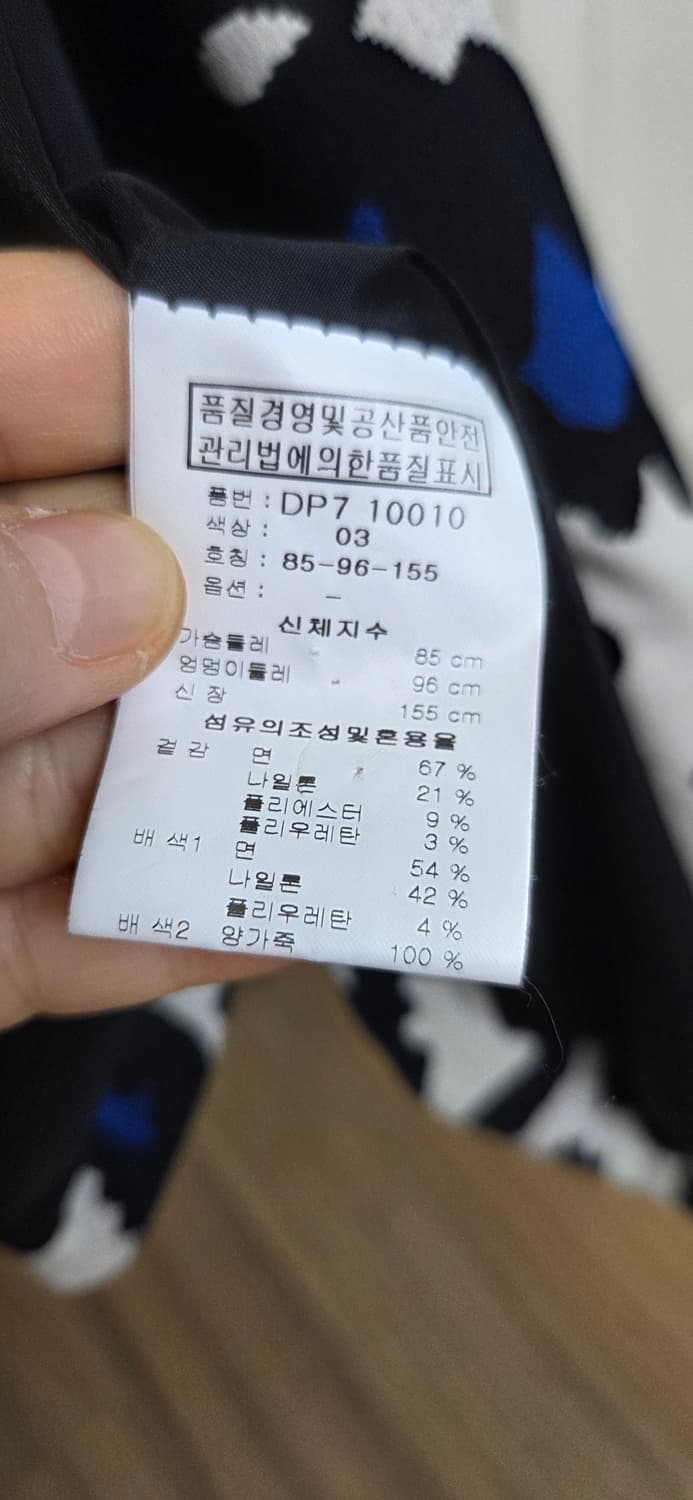 품질경영및공산품안전
관리법에의한품질표시
품번 : DP7 10010
색상 : 03
호칭 : 85-96-155
옵션 : -
신체지수
가슴둘레 85 cm
엉덩이둘레 96 cm
신 장 155 cm
섬유의조성및혼용율
겉 감 면 67 %
나일론 21 %
폴리에스터 9 %
폴리우레탄 3 %
배 색1 면 54 %
나일론 42 %
폴리우레탄 4 %
배 색2 양가죽 100 %